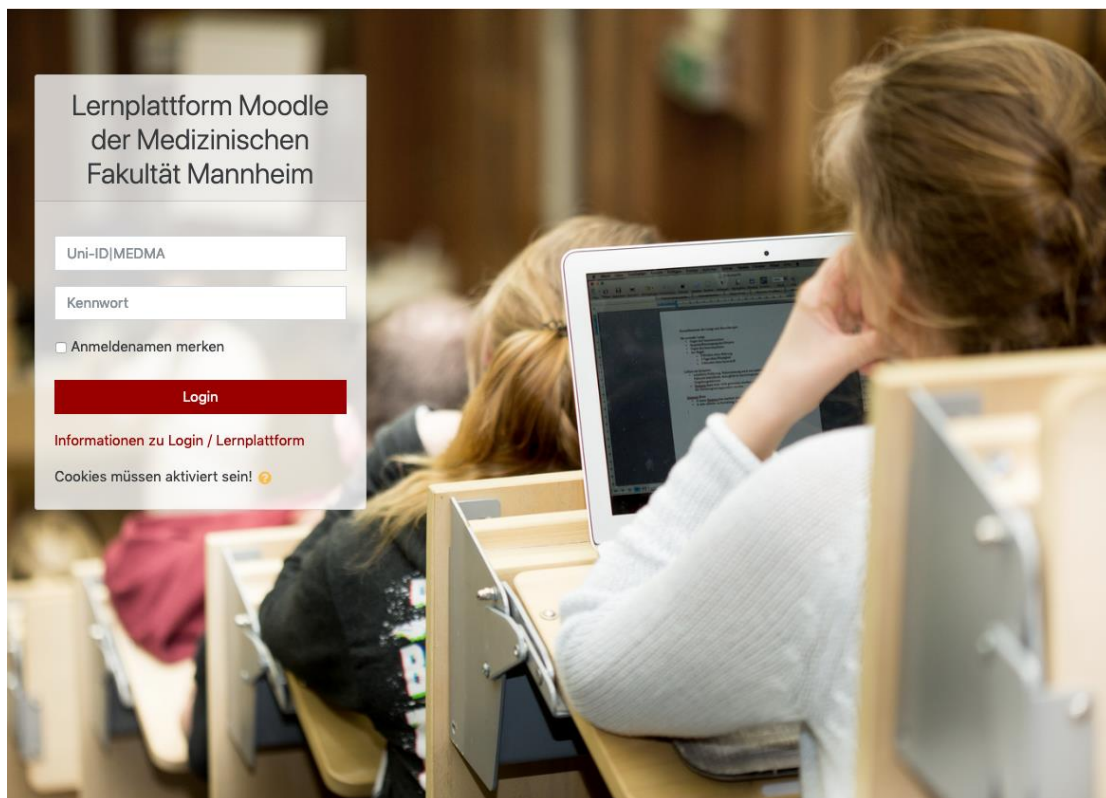 Lernplattform Moodle
der Medizinischen
Fakultät Mannheim
Uni-ID|MEDMA
Kennwort
Anmeldenamen merken
Login
Informationen zu Login / Lernplattform
Cookies müssen aktiviert sein!